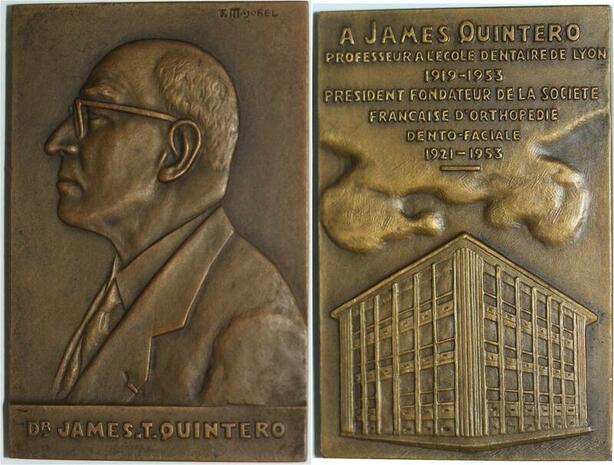 F. MAJOREL
DR JAMES.T.QUINTERO
A JAMES QUINTERO
PROFESSEUR A L'ECOLE DENTAIRE DE LYON
1919-1953
PRESIDENT FONDATEUR DE LA SOCIETE
FRANCAISE D'ORTHOPEDIE
DENTO-FACIALE
1921-1953